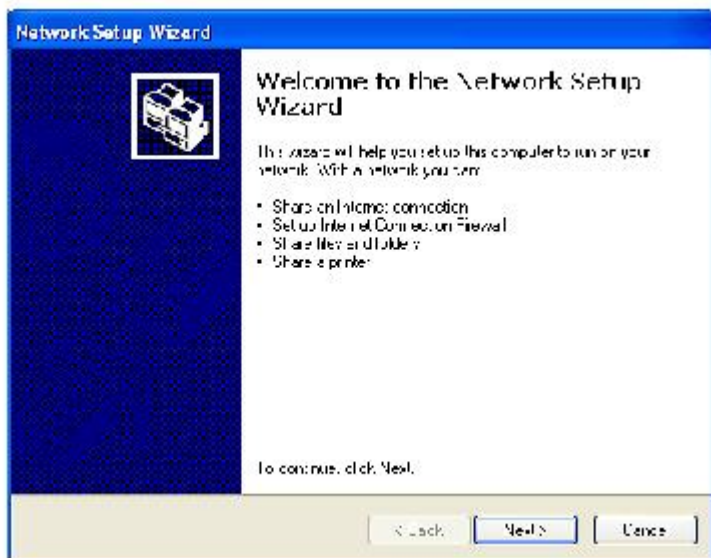 Network Setup Wizard
Welcome to the Network Setup
Wizard
This wizard will help you set up this computer to run on your
network. With a network you can:
• Share an Internet connection
• Set up Internet Connection Firewall
• Share files and folders
• Share a printer
To continue, click Next.
< Back
Next >
Cancel